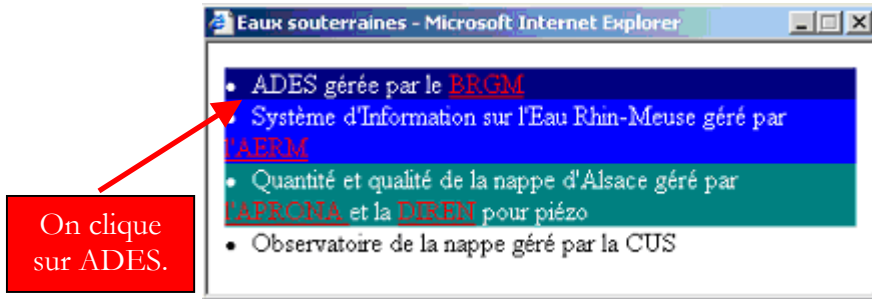 Eaux souterraines - Microsoft Internet Explorer
• ADES gérée par le BRGM
• Système d'Information sur l'Eau Rhin-Meuse géré par
l'AERM
• Quantité et qualité de la nappe d'Alsace géré par
l'APRONA et la DIREN pour piézo
• Observatoire de la nappe géré par la CUS
On clique
sur ADES.